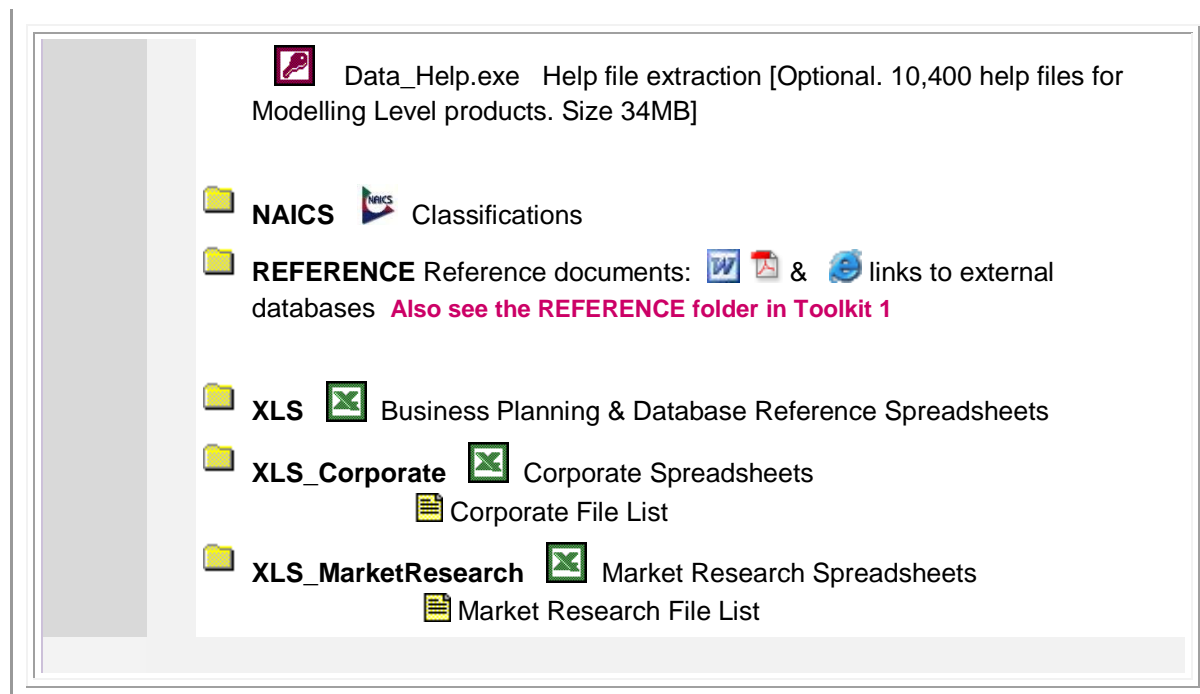 Data_Help.exe Help file extraction [Optional. 10,400 help files for
Modelling Level products. Size 34MB]
NAICS NAICS Classifications
REFERENCE Reference documents: W & links to external
databases Also see the REFERENCE folder in Toolkit 1
XLS Business Planning & Database Reference Spreadsheets
XLS_Corporate Corporate Spreadsheets
Corporate File List
XLS_MarketResearch Market Research Spreadsheets
Market Research File List